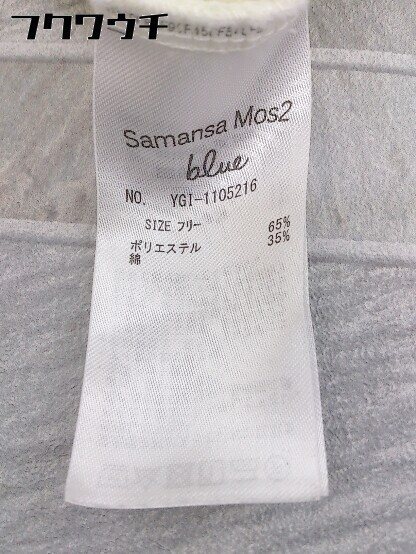 フクワウチ
Samansa Mos2
blue
NO. YGI-1105216
SIZE フリー
ポリエステル 65%
綿 35%